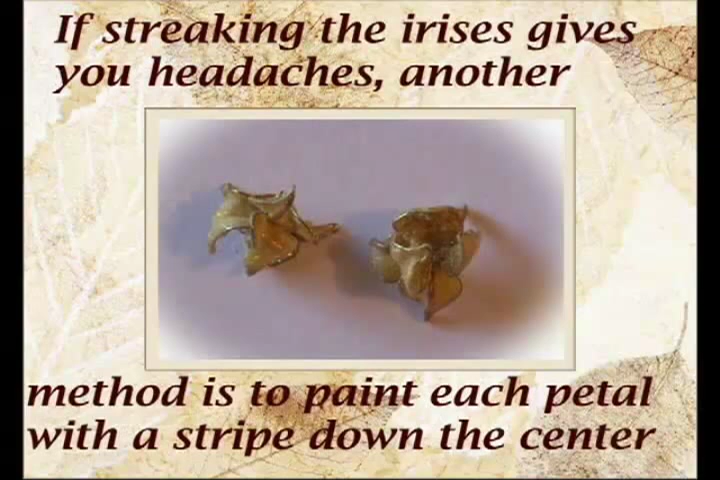 If streaking the irises gives
you headaches, another
method is to paint each petal
with a stripe down the center